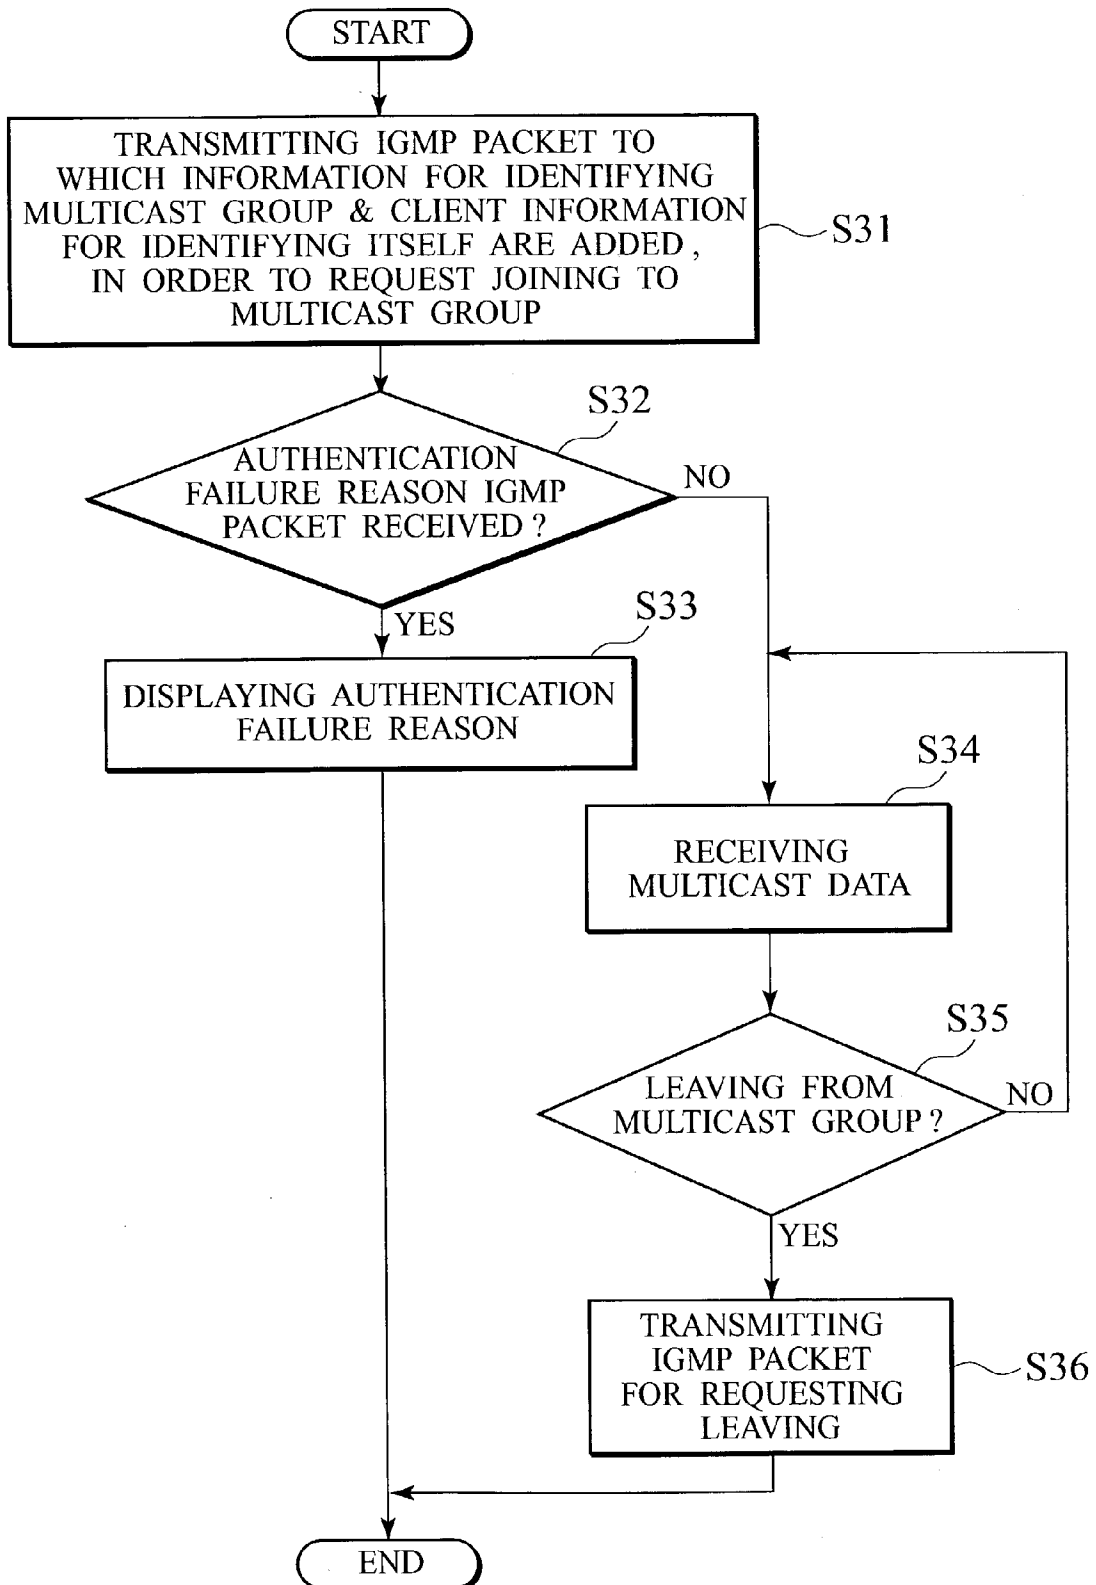 START
TRANSMITTING IGMP PACKET TO
WHICH INFORMATION FOR IDENTIFYING
MULTICAST GROUP & CLIENT INFORMATION
FOR IDENTIFYING ITSELF ARE ADDED,
IN ORDER TO REQUEST JOINING TO
MULTICAST GROUP
S31
S32
AUTHENTICATION
FAILURE REASON IGMP
PACKET RECEIVED?
NO
YES
S33
DISPLAYING AUTHENTICATION
FAILURE REASON
S34
RECEIVING
MULTICAST DATA
S35
LEAVING FROM
MULTICAST GROUP?
NO
YES
TRANSMITTING
IGMP PACKET
FOR REQUESTING
LEAVING
S36
END